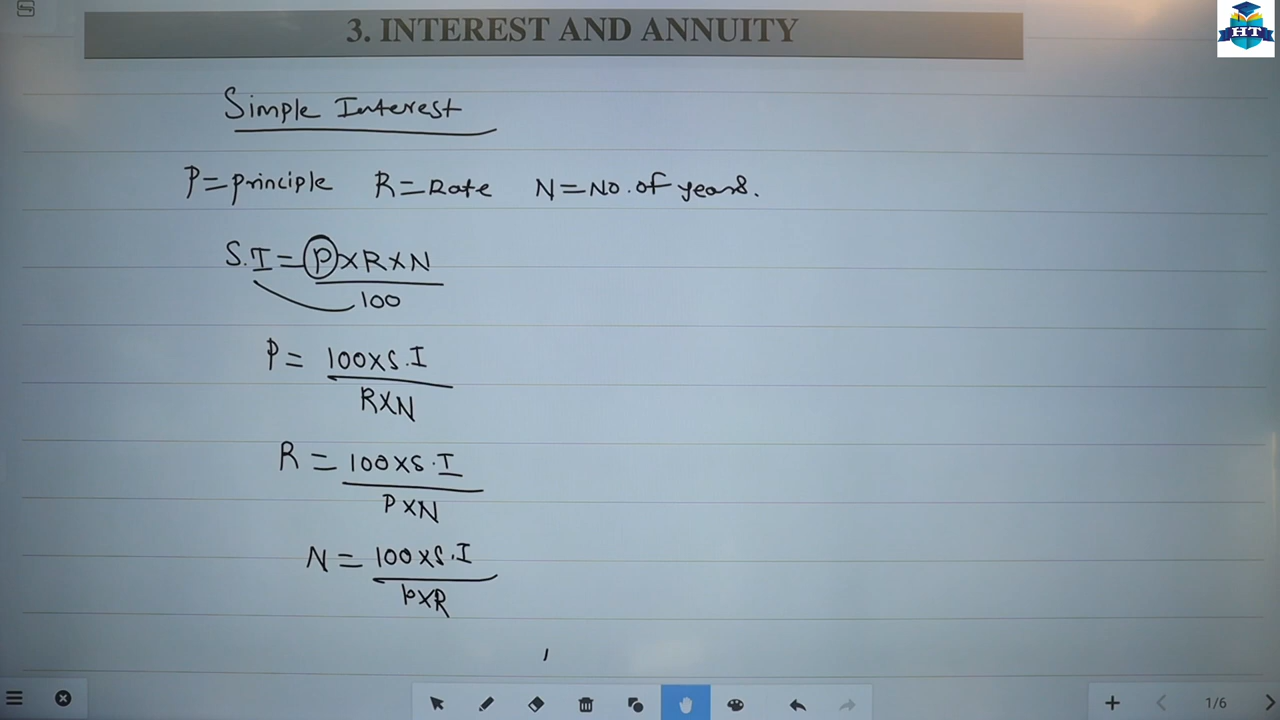 3. INTEREST AND ANNUITY
HT
Simple Interest
P=principle R=Rate N=No.of years.
S.I=P×R×N
100
P= 100×S.I
R×N
R=100×S.I
P×N
N=100×S.I
P×R
1/6